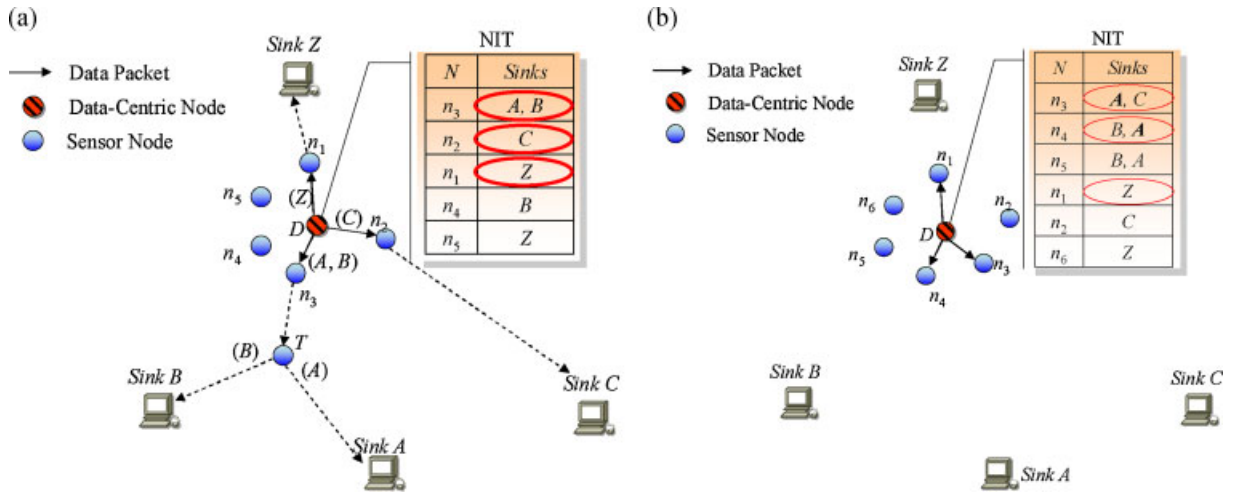 (a)
Sink Z
Data Packet
Data-Centric Node
Sensor Node
NIT
N Sinks
n3 A, B
n2 C
n1 Z
n4 B
n5 Z
n1
n5
(Z)
D
(C)
n2
n4
(A, B)
n3
T
(B)
(A)
Sink B
Sink C
Sink A
(b)
Sink Z
Data Packet
Data-Centric Node
Sensor Node
NIT
N Sinks
n3 A, C
n4 B, A
n5 B, A
n1 Z
n2 C
n6 Z
n1
n6
n2
D
n5
n3
n4
Sink B
Sink C
Sink A